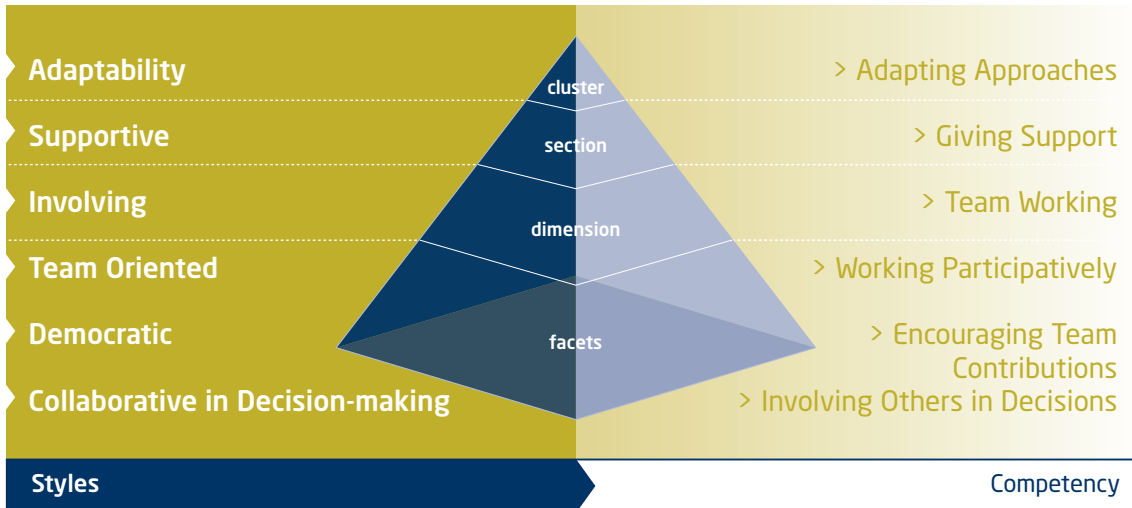 Adaptability
cluster
> Adapting Approaches
Supportive
section
> Giving Support
Involving
dimension
> Team Working
Team Oriented
> Working Participatively
Democratic
facets
> Encouraging Team
Contributions
Collaborative in Decision-making
> Involving Others in Decisions
Styles
Competency